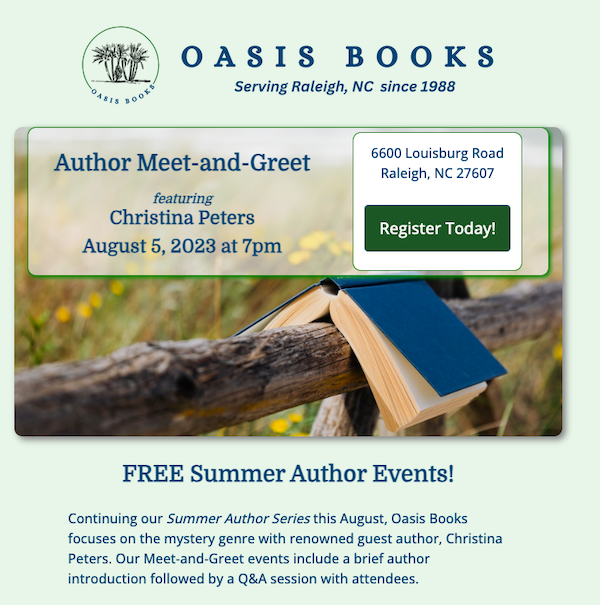 OASIS BOOKS
OASIS BOOKS
Serving Raleigh, NC since 1988
Author Meet-and-Greet
featuring
Christina Peters
August 5, 2023 at 7pm
6600 Louisburg Road
Raleigh, NC 27607
Register Today!
FREE Summer Author Events!
Continuing our Summer Author Series this August, Oasis Books
focuses on the mystery genre with renowned guest author, Christina
Peters. Our Meet-and-Greet events include a brief author
introduction followed by a Q&A session with attendees.